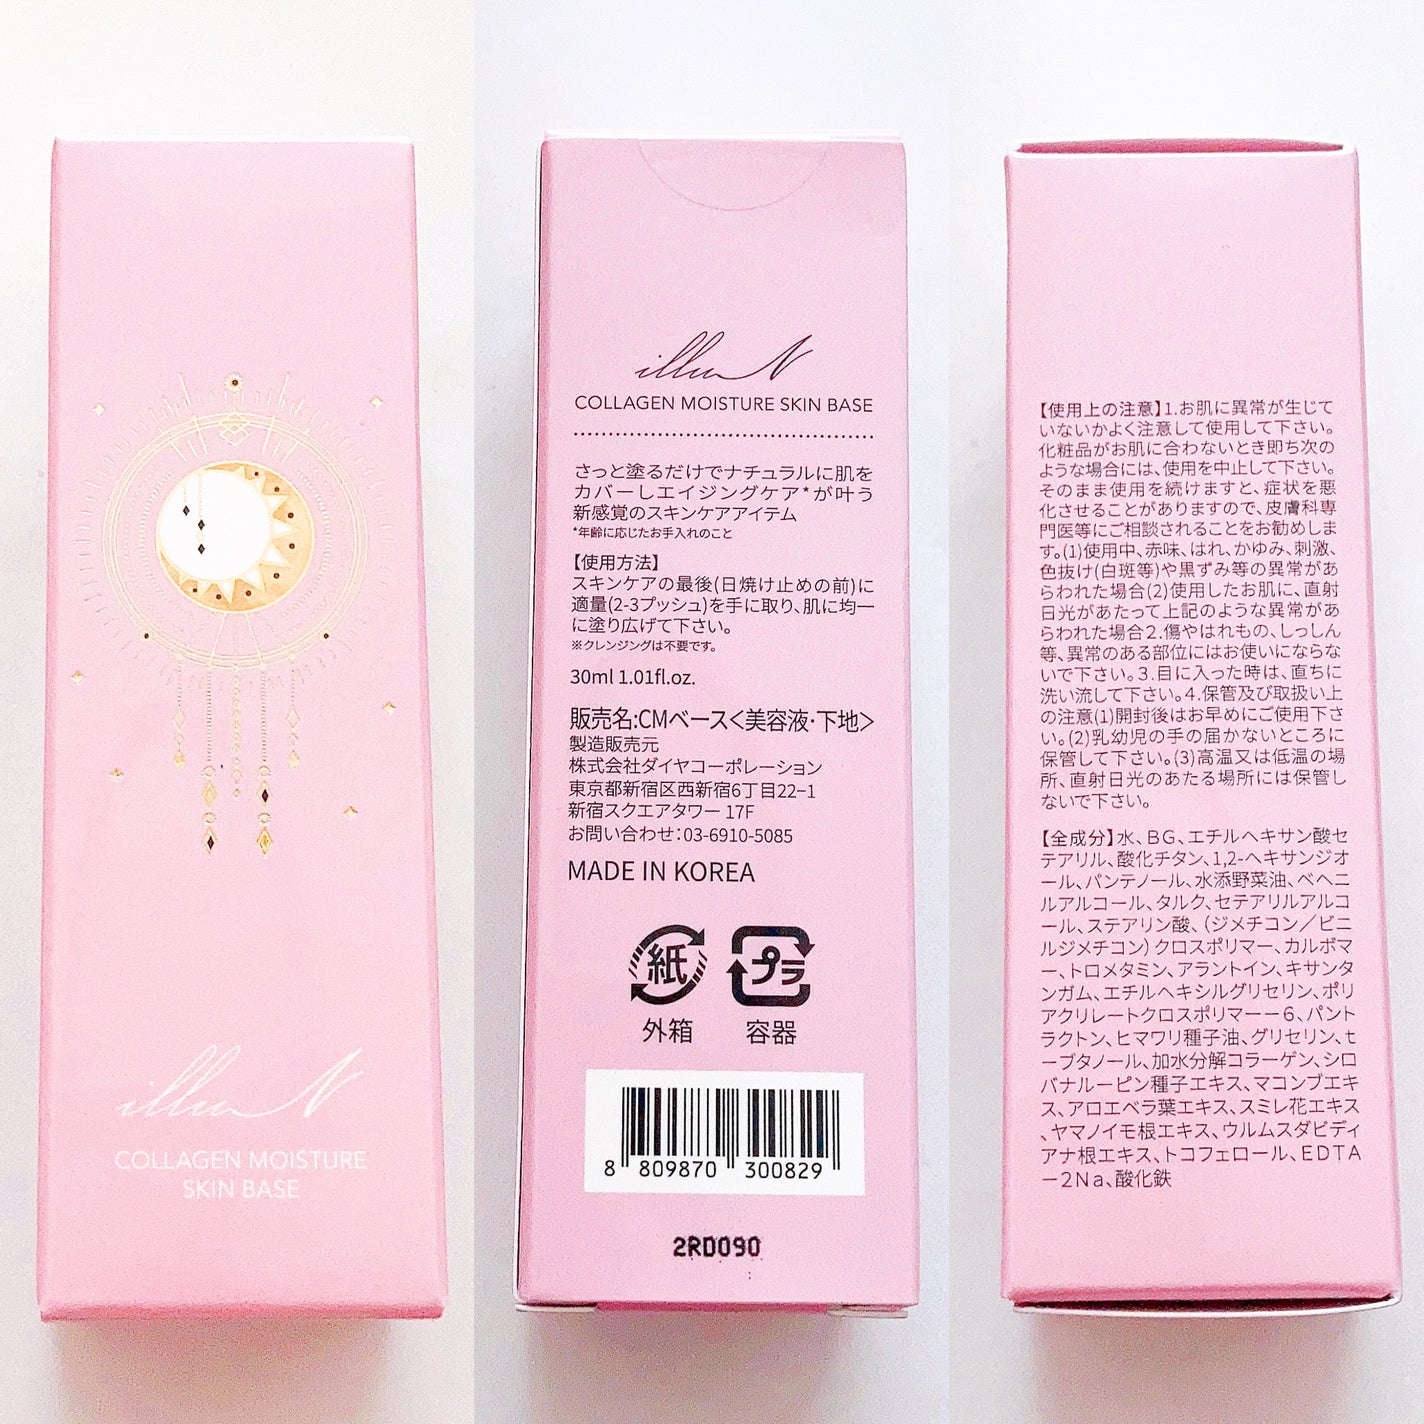 illuN
COLLAGEN MOISTURE
SKIN BASE
illuN
COLLAGEN MOISTURE SKIN BASE
さっと塗るだけでナチュラルに肌を
カバーしエイジングケア*が叶う
新感覚のスキンケアアイテム
*年齢に応じたお手入れのこと
【使用方法】
スキンケアの最後(日焼け止めの前)に
適量(2-3プッシュ)を手に取り、肌に均一
に塗り広げて下さい。
※クレンジングは不要です。
30ml 1.01fl.oz.
販売名:CMベース<美容液・下地>
製造販売元
株式会社ダイヤコーポレーション
東京都新宿区西新宿6丁目22−1
新宿スクエアタワー 17F
お問い合わせ：03-6910-5085
MADE IN KOREA
紙
プラ
外箱
容器
8 809870 300829
2RD090
【使用上の注意】1.お肌に異常が生じて
いないかよく注意して使用して下さい。
化粧品がお肌に合わないとき即ち次の
ような場合には、使用を中止して下さい。
そのまま使用を続けますと、症状を悪
化させることがありますので、皮膚科専
門医等にご相談されることをお勧めしま
す。(1)使用中、赤味、はれ、かゆみ、刺激、
色抜け(白斑等)や黒ずみ等の異常があ
らわれた場合(2)使用したお肌に、直射
日光があたって上記のような異常があ
らわれた場合2.傷やはれもの、しっしん
等、異常のある部位にはお使いにならな
いで下さい。3.目に入った時は、直ちに
洗い流して下さい。4.保管及び取扱い上
の注意(1)開封後はお早めにご使用下さ
い。(2)乳幼児の手の届かないところに
保管して下さい。(3)高温又は低温の場
所、直射日光のあたる場所には保管し
ないで下さい。
【全成分】水、BG、エチルヘキサン酸セ
テアリル、酸化チタン、1,2-ヘキサンジオ
ール、パンテノール、水添野菜油、ベヘニ
ルアルコール、タルク、セテアリルアルコ
ール、ステアリン酸、(ジメチコン／ビニ
ルジメチコン)クロスポリマー、カルボマ
ー、トロメタミン、アラントイン、キサンタ
ンガム、エチルヘキシルグリセリン、ポリ
アクリレートクロスポリマー－6、パント
ラクトン、ヒマワリ種子油、グリセリン、t
－ブタノール、加水分解コラーゲン、シロ
バナルーピン種子エキス、マコンブエキ
ス、アロエベラ葉エキス、スミレ花エキス
、ヤマノイモ根エキス、ウルムスダビディ
アナ根エキス、トコフェロール、EDTA
－2Na、酸化鉄